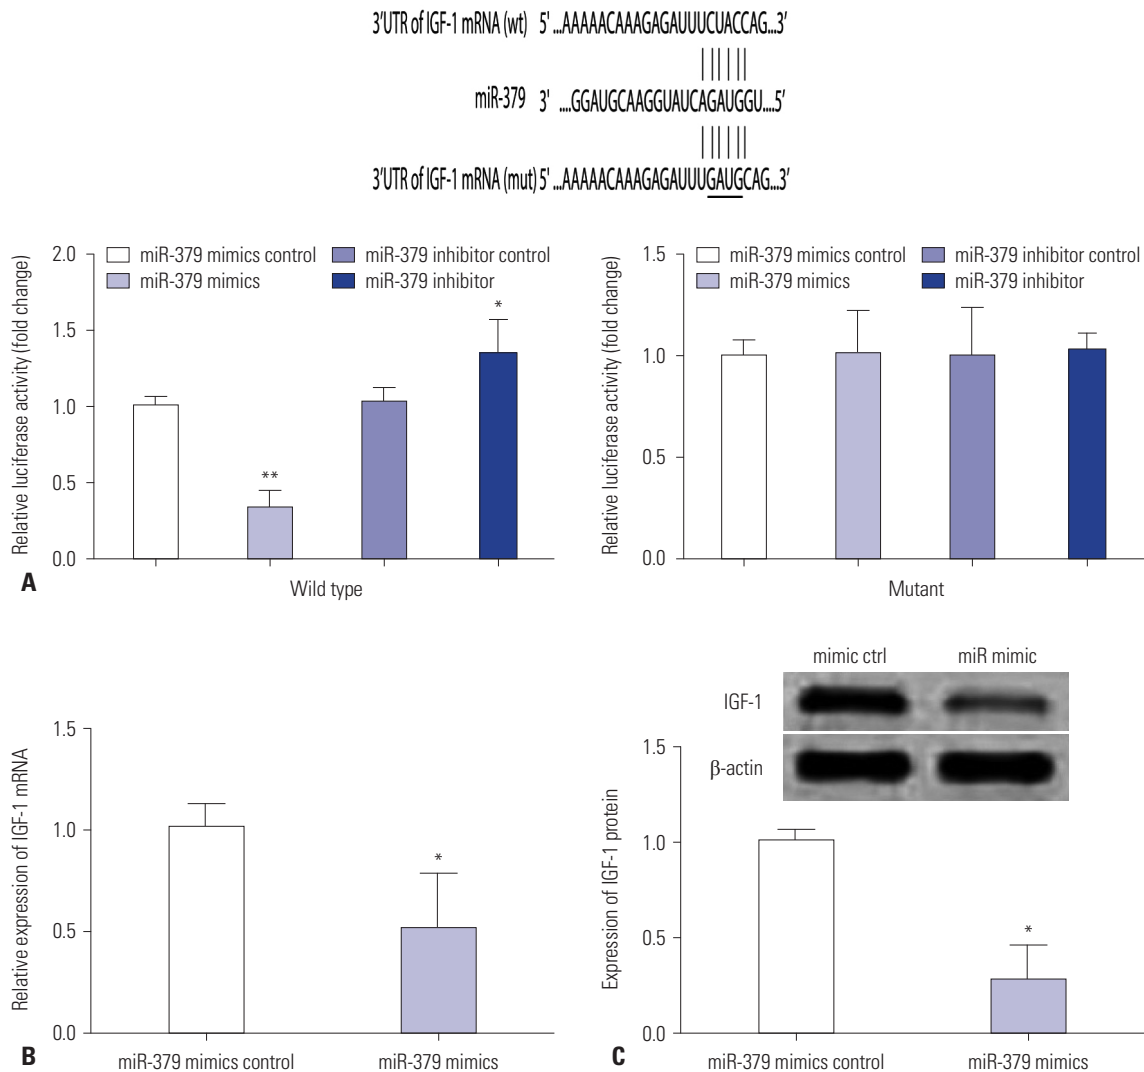 3'UTR of IGF-1 mRNA (wt) 5' ...AAAAACAAAGAGAUUUCUACCAG...3'
miR-379 3' ....GGAUGCAAGGUAUCAGAUGGU....5'
3'UTR of IGF-1 mRNA (mut) 5' ...AAAAACAAAGAGAUUUGAUGCAG...3'
Relative luciferase activity (fold change)
2.0
1.5
1.0
0.5
0.0
miR-379 mimics control
miR-379 mimics
miR-379 inhibitor control
miR-379 inhibitor
**
*
Wild type
A
Relative luciferase activity (fold change)
1.5
1.0
0.5
0.0
miR-379 mimics control
miR-379 mimics
miR-379 inhibitor control
miR-379 inhibitor
Mutant
Relative expression of IGF-1 mRNA
1.5
1.0
0.5
0.0
*
miR-379 mimics control
miR-379 mimics
B
mimic ctrl
miR mimic
IGF-1
β-actin
Expression of IGF-1 protein
1.5
1.0
0.5
0.0
*
miR-379 mimics control
miR-379 mimics
C